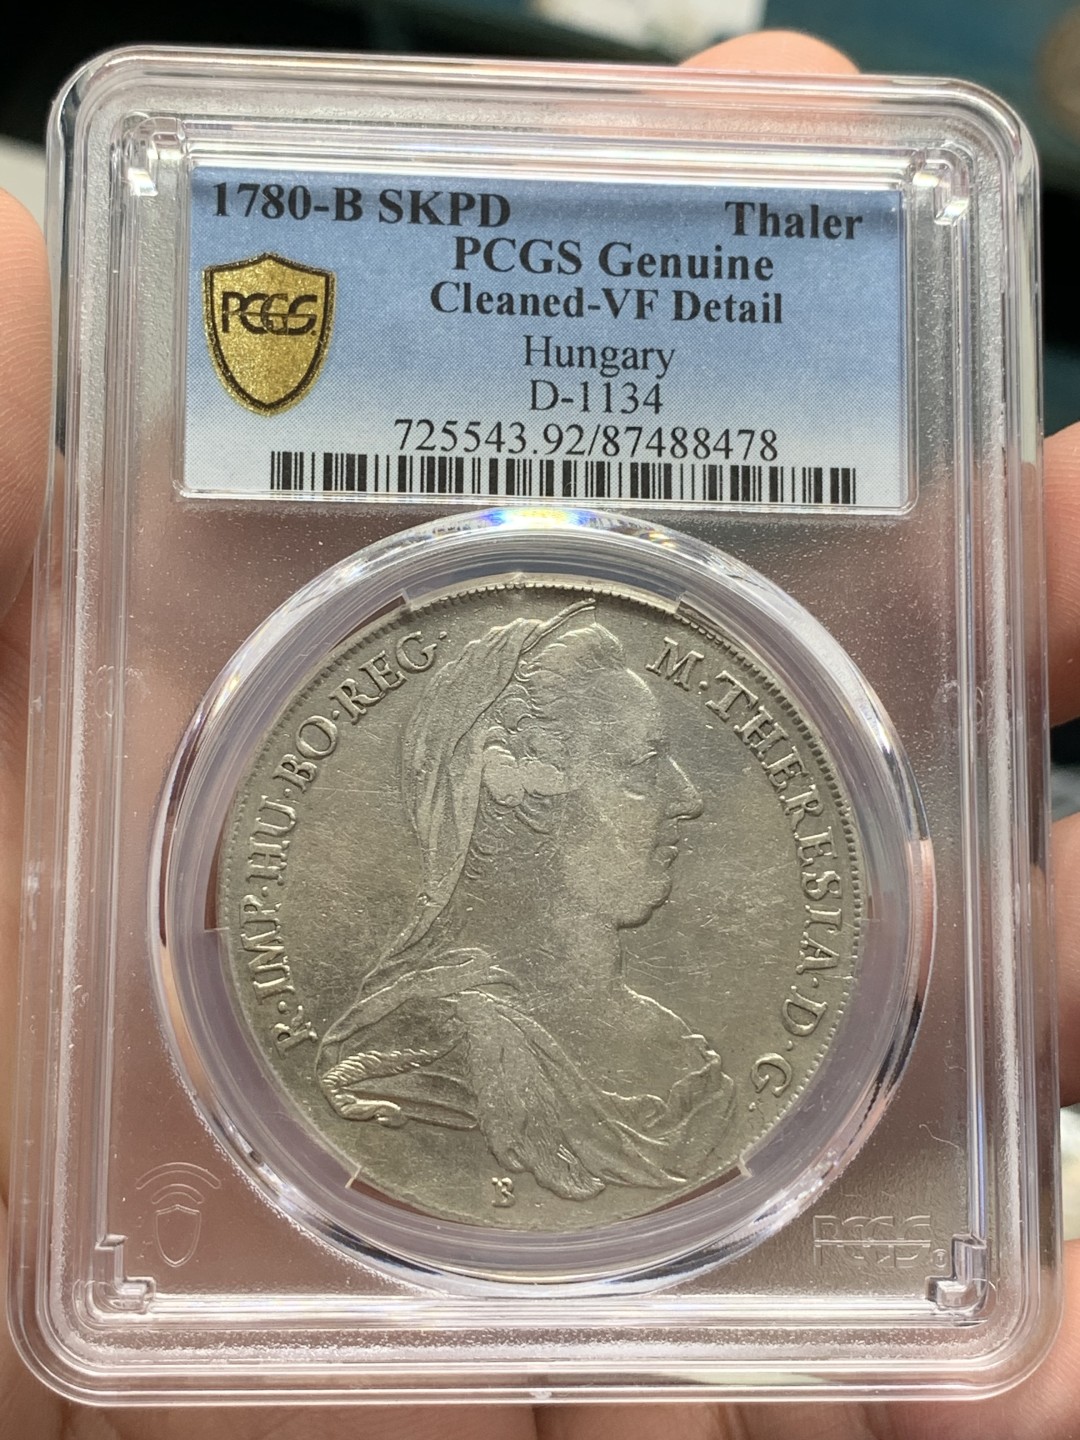 1780-B SKPD Thaler
PCGS Genuine
Cleaned-VF Detail
Hungary
D-1134
725543.92/87488478
PCGS
R·IMP·HU·BO·REG·
M·THERESIA·D·G·
B
PCGS